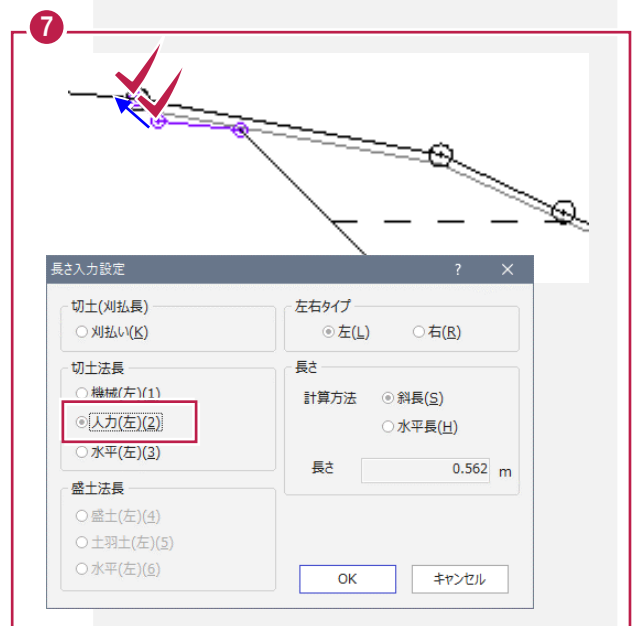 7
長さ入力設定 ? ×
切土(刈払長)
刈払い(K)
左右タイプ
左(L) 右(R)
切土法長
機械(左)(1)
人力(左)(2)
水平(左)(3)
長さ
計算方法 斜長(S)
水平長(H)
長さ 0.562 m
盛土法長
盛土(左)(4)
土羽土(左)(5)
水平(左)(6)
OK キャンセル